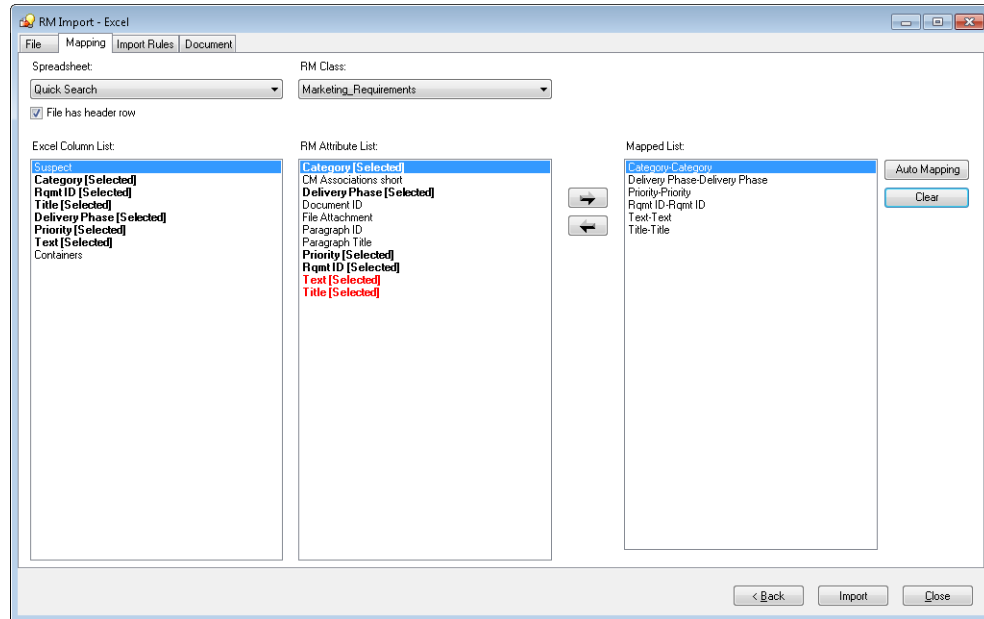 RM Import - Excel
File Mapping Import Rules Document
Spreadsheet: RM Class:
Quick Search Marketing_Requirements
File has header row
Excel Column List:
Suspect
Category [Selected]
Rqmt ID [Selected]
Title [Selected]
Delivery Phase [Selected]
Priority [Selected]
Text [Selected]
Containers
RM Attribute List:
Category [Selected]
CM Associations short
Delivery Phase [Selected]
Document ID
File Attachment
Paragraph ID
Paragraph Title
Priority [Selected]
Rqmt ID [Selected]
Text [Selected]
Title [Selected]
Mapped List:
Category-Category
Delivery Phase-Delivery Phase
Priority-Priority
Rqmt ID-Rqmt ID
Text-Text
Title-Title
Auto Mapping
Clear
< Back Import Close